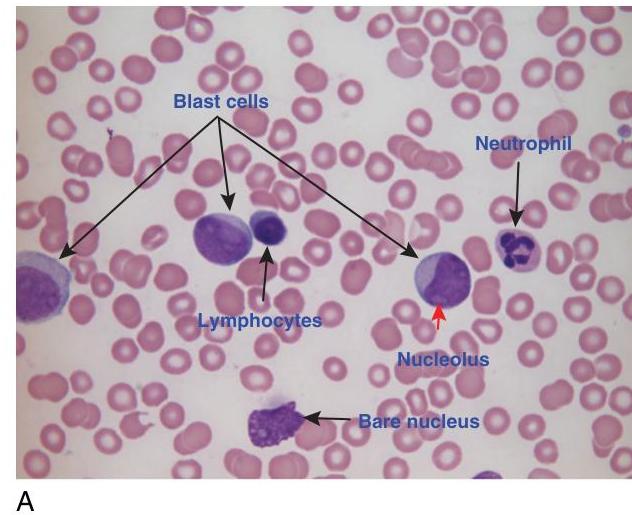 Blast cells
Neutrophil
Lymphocytes
Nucleolus
Bare nucleus
A